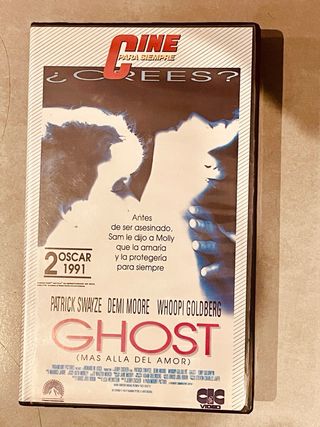 CINE
PARA SIEMPRE
¿CREES?
Antes
de ser asesinado,
Sam le dijo a Molly
que la amaría
y la protegería
para siempre
2 OSCAR
1991
PATRICK SWAYZE DEMI MOORE WHOOPI GOLDBERG
GHOST
(MAS ALLA DEL AMOR)
CIC
VIDEO